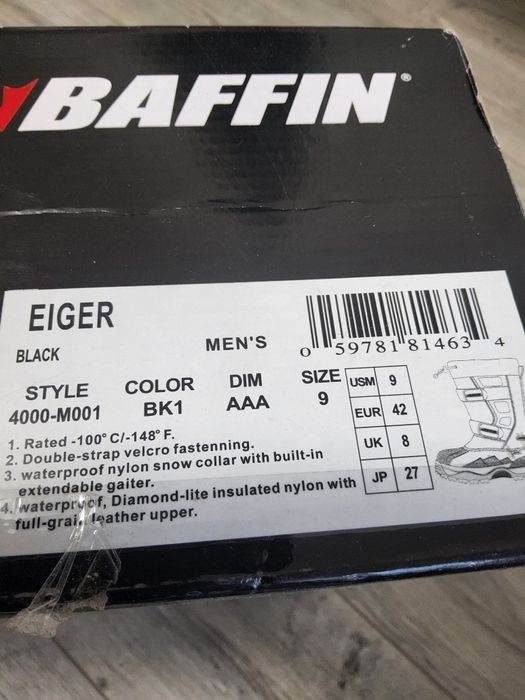 BAFFIN®
EIGER
BLACK
MEN'S
STYLE
4000-M001
COLOR
BK1
DIM
AAA
SIZE
9
0 59781 81463 4
USM 9
EUR 42
UK 8
JP 27
1. Rated -100°C/-148°F.
2. Double-strap velcro fastenning.
3. waterproof nylon snow collar with built-in
extendable gaiter.
4. waterproof, Diamond-lite insulated nylon with
full-grain leather upper.